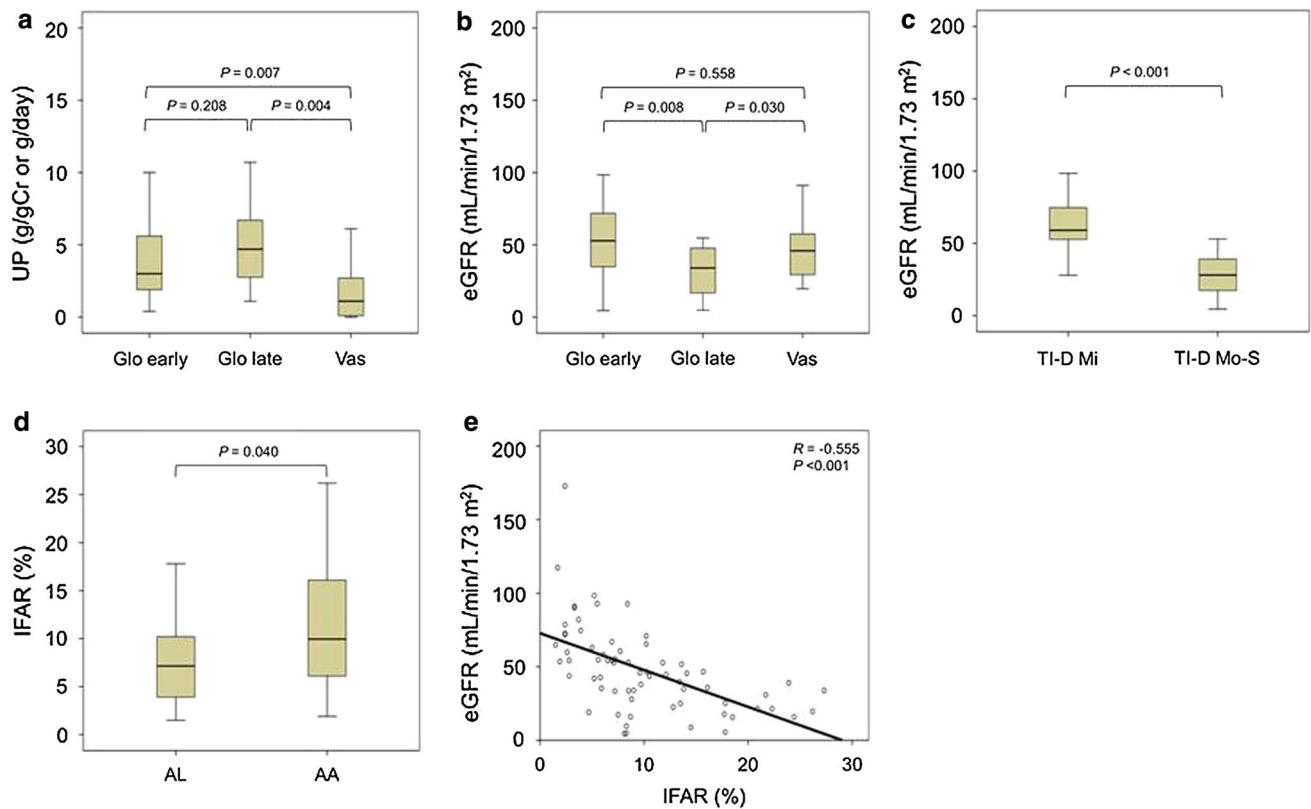 a
20
15
10
5
0
UP (g/gCr or g/day)
P = 0.007
P = 0.208
P = 0.004
Glo early
Glo late
Vas
b
200
150
100
50
0
eGFR (mL/min/1.73 m²)
P = 0.558
P = 0.008
P = 0.030
Glo early
Glo late
Vas
c
200
150
100
50
0
eGFR (mL/min/1.73 m²)
P < 0.001
TI-D Mi
TI-D Mo-S
d
30
25
20
15
10
5
0
IFAR (%)
P = 0.040
AL
AA
e
200
150
100
50
0
eGFR (mL/min/1.73 m²)
R = -0.555
P <0.001
0
10
20
30
IFAR (%)